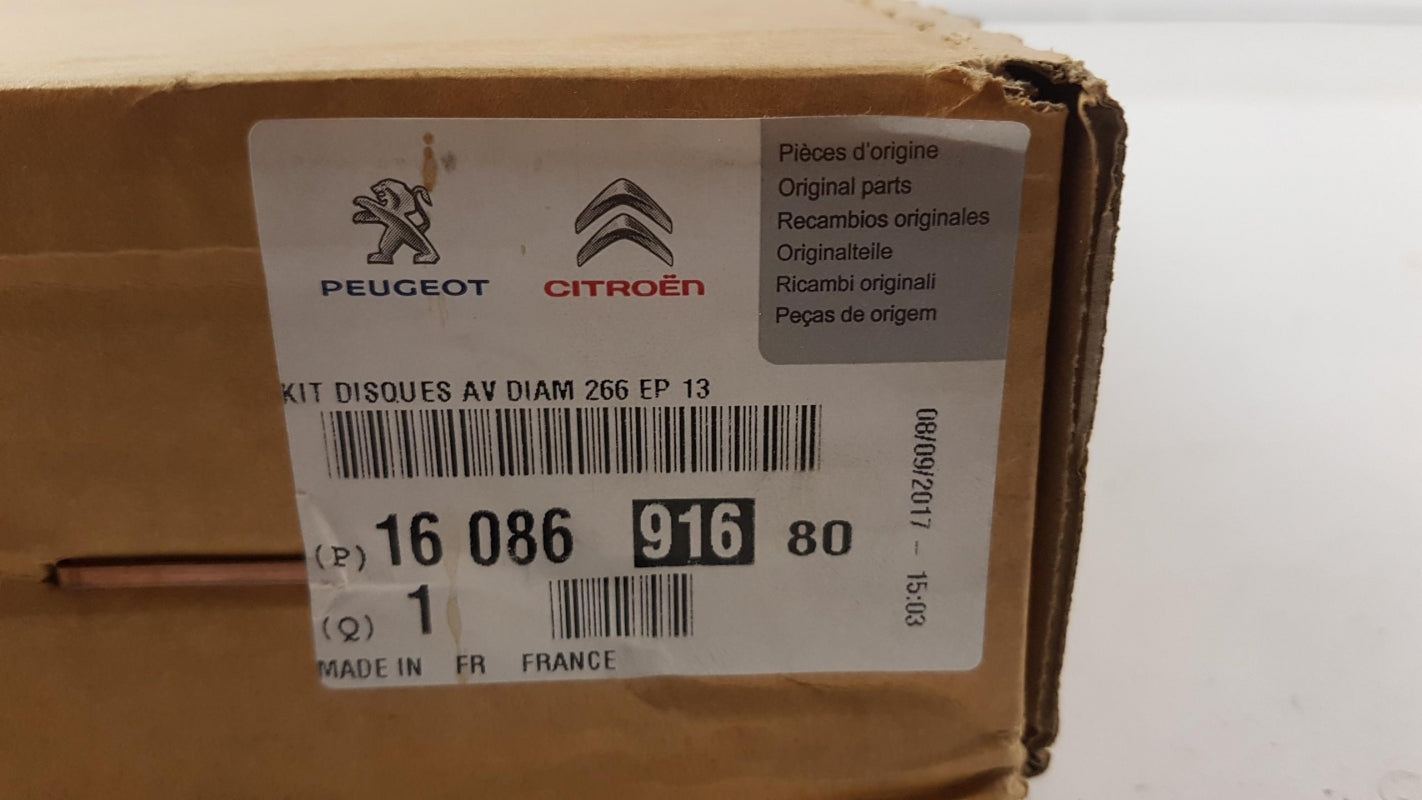 PEUGEOT
CITROËN
Pièces d'origine
Original parts
Recambios originales
Originalteile
Ricambi originali
Peças de origem
KIT DISQUES AV DIAM 266 EP 13
(P) 16 086 916 80
(Q) 1
MADE IN FR FRANCE
08/09/2017 - 15:03